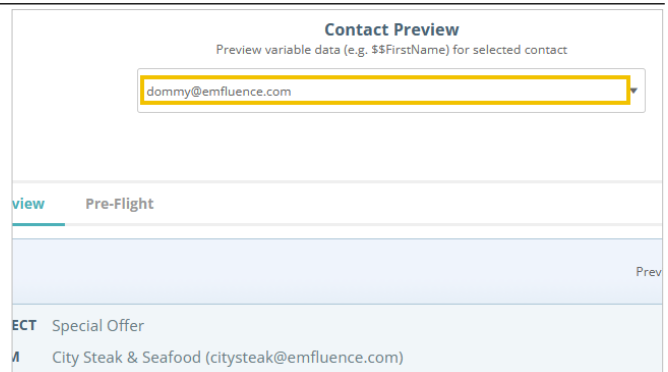 Contact Preview
Preview variable data (e.g. $$FirstName) for selected contact
dommy@emfluence.com
view Pre-Flight
Prev
ECT Special Offer
M City Steak & Seafood (citysteak@emfluence.com)